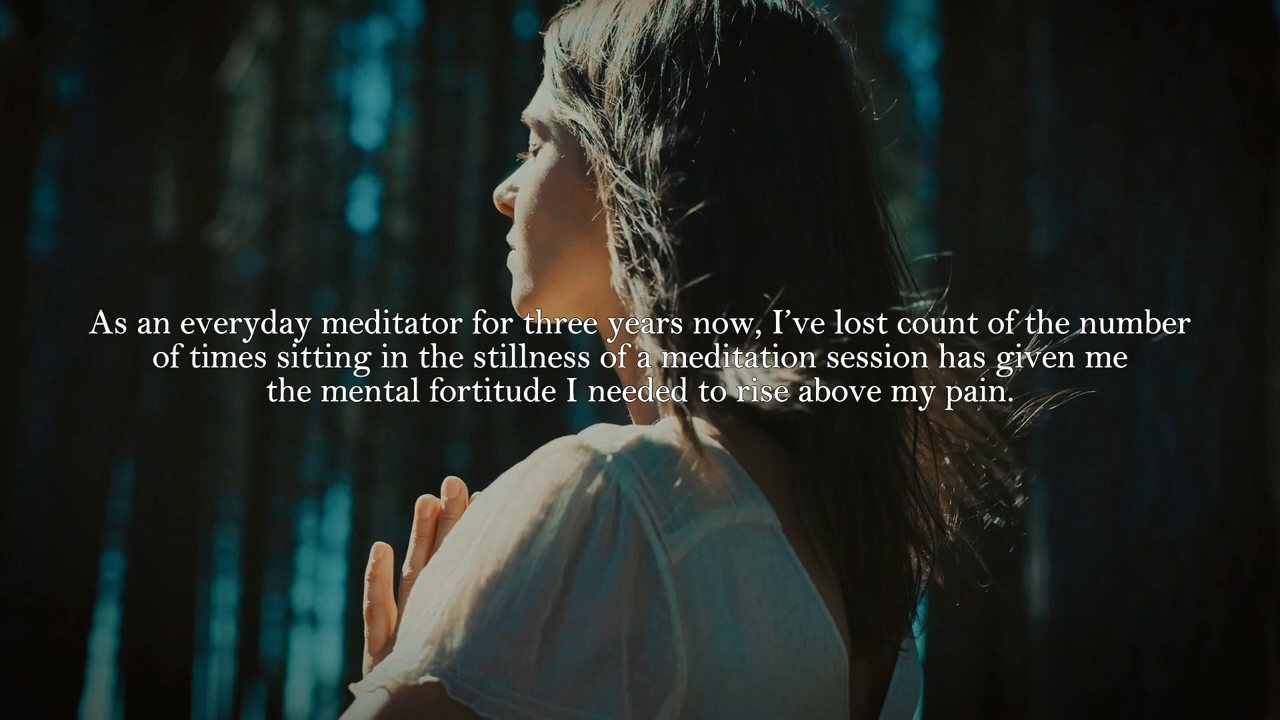 As an everyday meditator for three years now, I’ve lost count of the number
of times sitting in the stillness of a meditation session has given me
the mental fortitude I needed to rise above my pain.